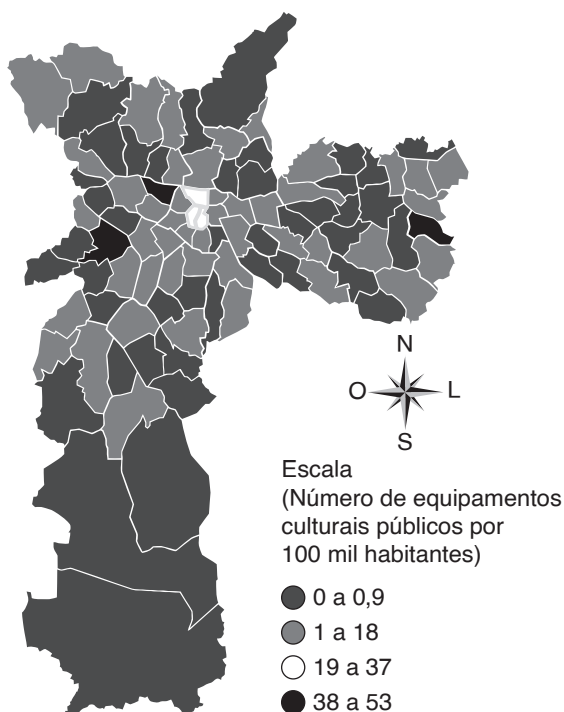 N
O
L
S
Escala
(Número de equipamentos
culturais públicos por
100 mil habitantes)
0 a 0,9
1 a 18
19 a 37
38 a 53